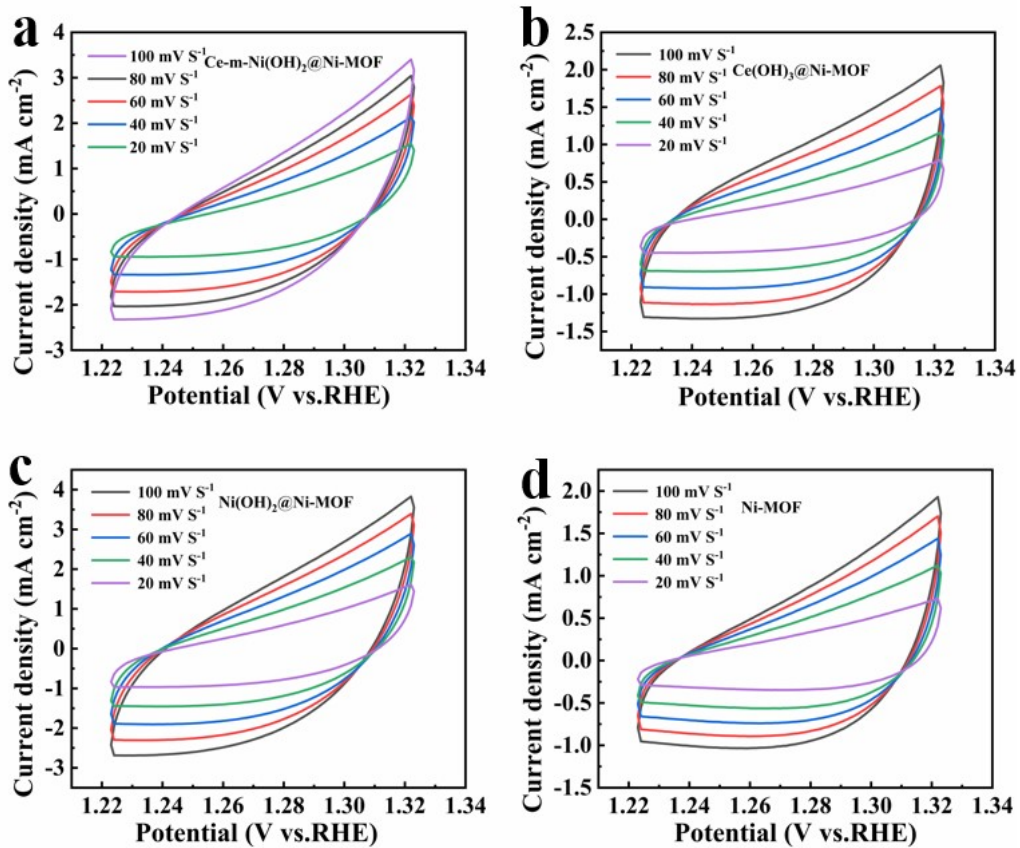 a
Current density (mA cm⁻²)
4
3
2
1
0
-1
-2
-3
100 mV S⁻¹
80 mV S⁻¹
60 mV S⁻¹
40 mV S⁻¹
20 mV S⁻¹
Ce-m-Ni(OH)₂@Ni-MOF
1.22 1.24 1.26 1.28 1.30 1.32 1.34
Potential (V vs.RHE)
b
Current density (mA cm⁻²)
2.5
2.0
1.5
1.0
0.5
0.0
-0.5
-1.0
-1.5
100 mV S⁻¹
80 mV S⁻¹
60 mV S⁻¹
40 mV S⁻¹
20 mV S⁻¹
Ce(OH)₃@Ni-MOF
1.22 1.24 1.26 1.28 1.30 1.32 1.34
Potential (V vs.RHE)
c
Current density (mA cm⁻²)
4
3
2
1
0
-1
-2
-3
100 mV S⁻¹
80 mV S⁻¹
60 mV S⁻¹
40 mV S⁻¹
20 mV S⁻¹
Ni(OH)₂@Ni-MOF
1.22 1.24 1.26 1.28 1.30 1.32 1.34
Potential (V vs.RHE)
d
Current density (mA cm⁻²)
2.0
1.5
1.0
0.5
0.0
-0.5
-1.0
-1.5
100 mV S⁻¹
80 mV S⁻¹
60 mV S⁻¹
40 mV S⁻¹
20 mV S⁻¹
Ni-MOF
1.22 1.24 1.26 1.28 1.30 1.32 1.34
Potential (V vs.RHE)